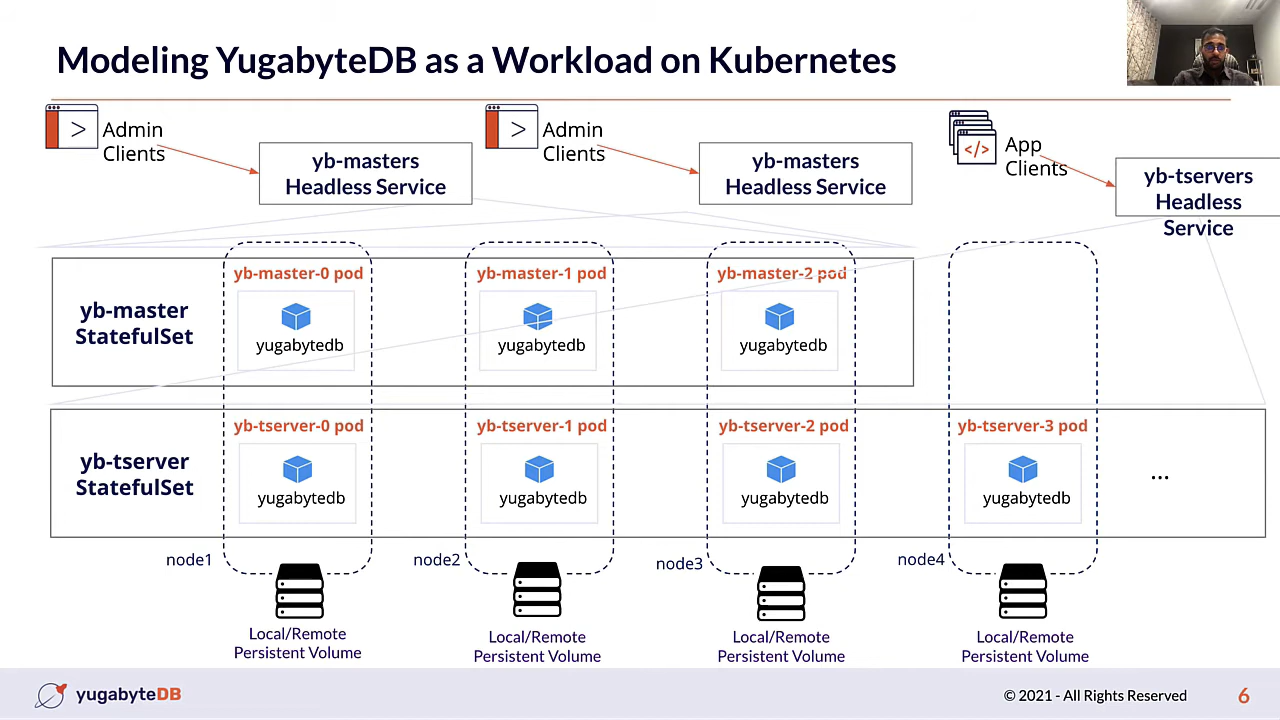 Modeling YugabyteDB as a Workload on Kubernetes
>
Admin
Clients
yb-masters
Headless Service
>
Admin
Clients
yb-masters
Headless Service
</>
App
Clients
yb-tservers
Headless
Service
yb-master
StatefulSet
yb-master-0 pod
yugabytedb
yb-master-1 pod
yugabytedb
yb-master-2 pod
yugabytedb
yb-tserver
StatefulSet
yb-tserver-0 pod
yugabytedb
yb-tserver-1 pod
yugabytedb
yb-tserver-2 pod
yugabytedb
yb-tserver-3 pod
yugabytedb
...
node1
node2
node3
node4
Local/Remote
Persistent Volume
Local/Remote
Persistent Volume
Local/Remote
Persistent Volume
Local/Remote
Persistent Volume
yugabyteDB
© 2021 - All Rights Reserved
6